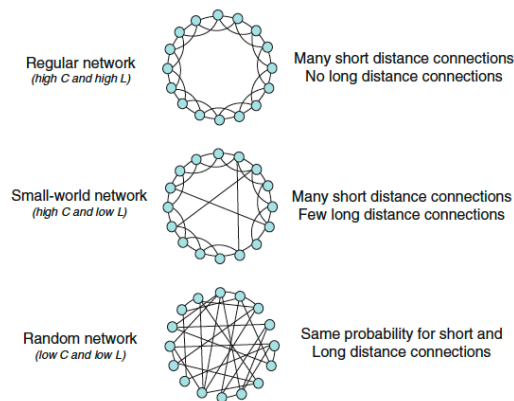 Regular network
(high C and high L)
Many short distance connections
No long distance connections
Small-world network
(high C and low L)
Many short distance connections
Few long distance connections
Random network
(low C and low L)
Same probability for short and
Long distance connections